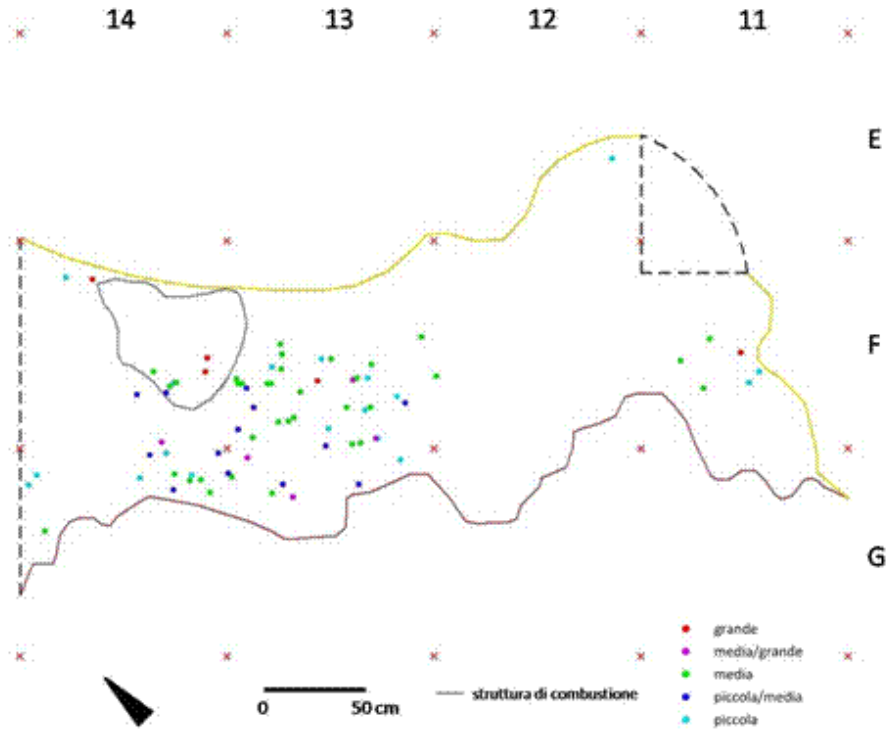 14 13 12 11
E
F
G
grande
media/grande
media
piccola/media
piccola
struttura di combustione
0 50 cm